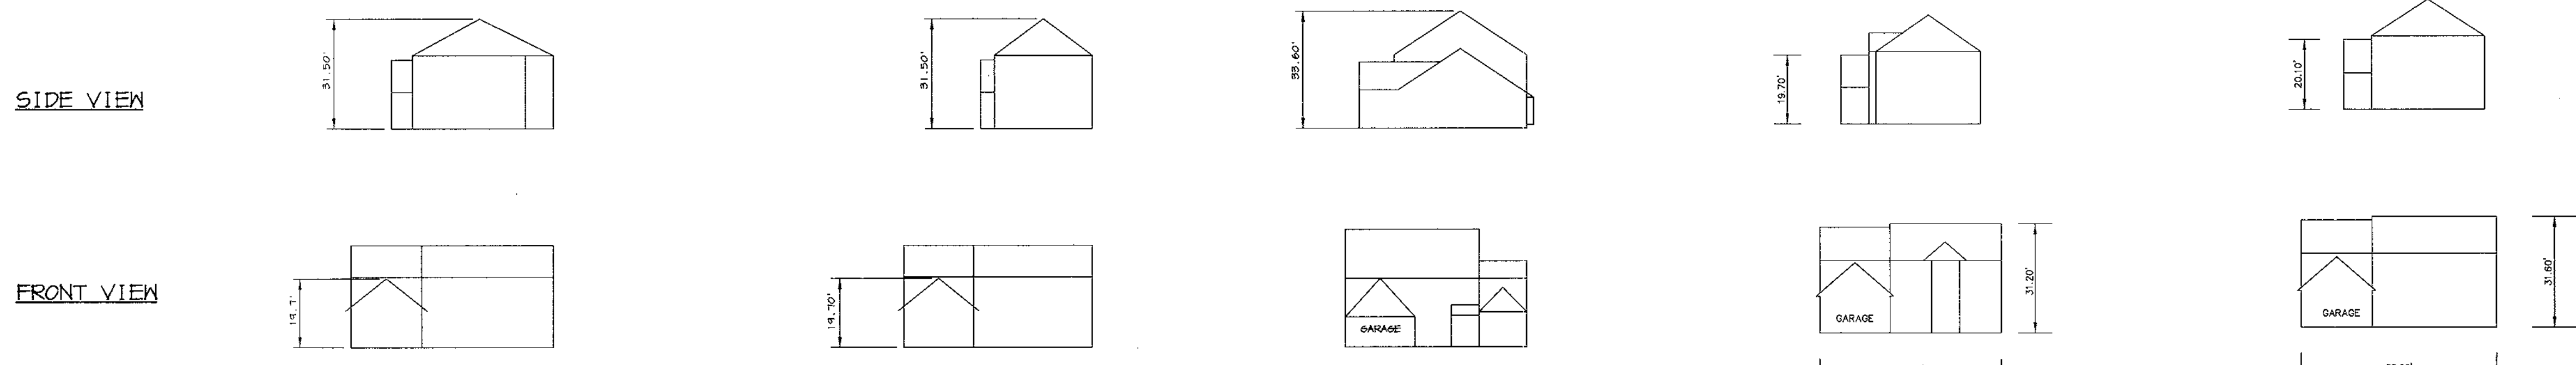 SIDE VIEW
31.50'
31.50'
33.60'
19.70'
20.10'
FRONT VIEW
19.7'
19.70'
GARAGE
GARAGE
31.20'
GARAGE
31.60'